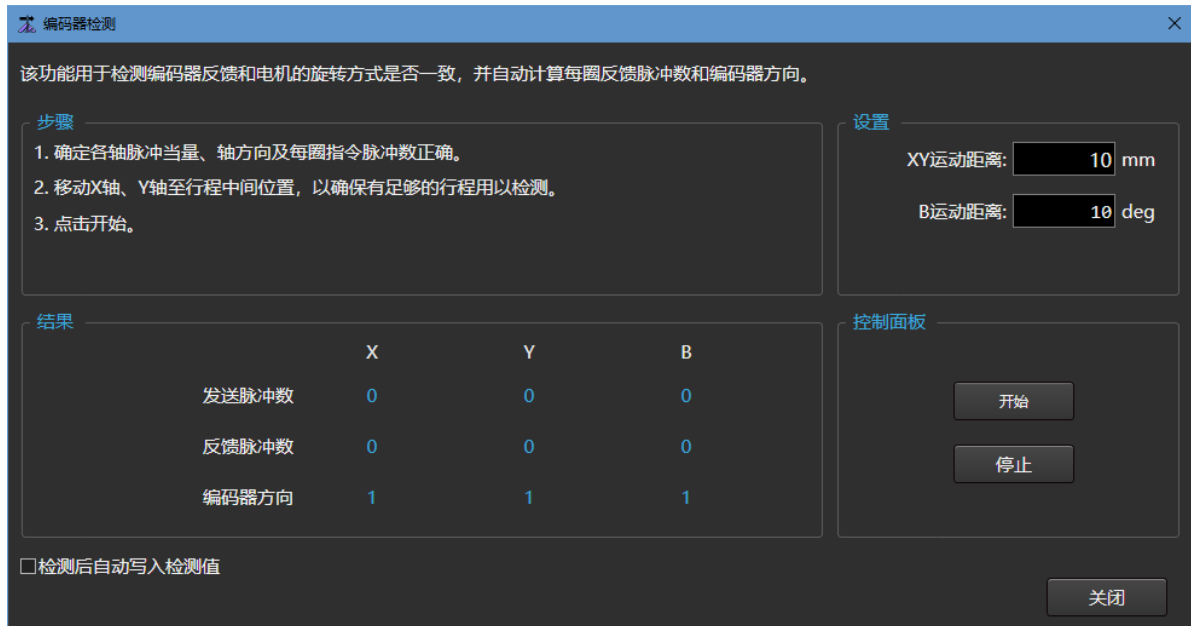 编码器检测
该功能用于检测编码器反馈和电机的旋转方式是否一致，并自动计算每圈反馈脉冲数和编码器方向。
步骤
1. 确定各轴脉冲当量、轴方向及每圈指令脉冲数正确。
2. 移动X轴、Y轴至行程中间位置，以确保有足够的行程用以检测。
3. 点击开始。
设置
XY运动距离: 10 mm
B运动距离: 10 deg
结果
X Y B
发送脉冲数 0 0 0
反馈脉冲数 0 0 0
编码器方向 1 1 1
控制面板
开始
停止
检测后自动写入检测值
关闭